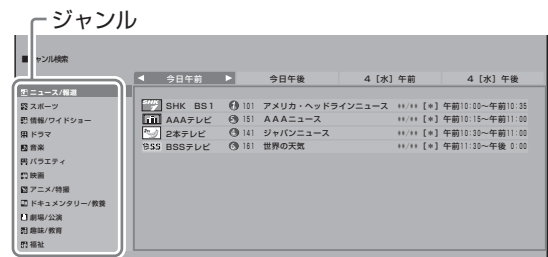 ジャンル
■ジャンル検索
◀ 今日午前 ▶ 今日午後 4 [水] 午前 4 [水] 午後
ニュース/報道
スポーツ
情報/ワイドショー
ドラマ
音楽
バラエティ
映画
アニメ/特撮
ドキュメンタリー/教養
劇場/公演
趣味/教育
福祉
SHK BS1 101 アメリカ・ヘッドラインニュース **/** [*] 午前10:00~午前10:35
AAAテレビ 151 AAAニュース **/** [*] 午前10:15~午前11:00
2本テレビ 141 ジャパンニュース **/** [*] 午前10:30~午前11:00
BSS BSSテレビ 161 世界の天気 **/** [*] 午前11:30~午後 0:00